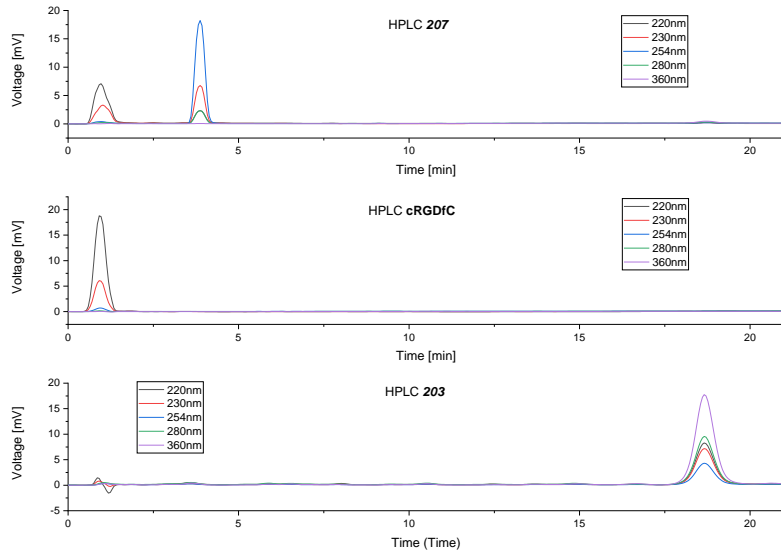 HPLC 207
220nm
230nm
254nm
280nm
360nm
Voltage [mV]
20
15
10
5
0
0
5
10
15
20
Time [min]
HPLC cRGDfC
220nm
230nm
254nm
280nm
360nm
Voltage [mV]
20
15
10
5
0
0
5
10
15
20
Time [min]
HPLC 203
220nm
230nm
254nm
280nm
360nm
Voltage [mV]
20
15
10
5
0
-5
0
5
10
15
20
Time (Time)